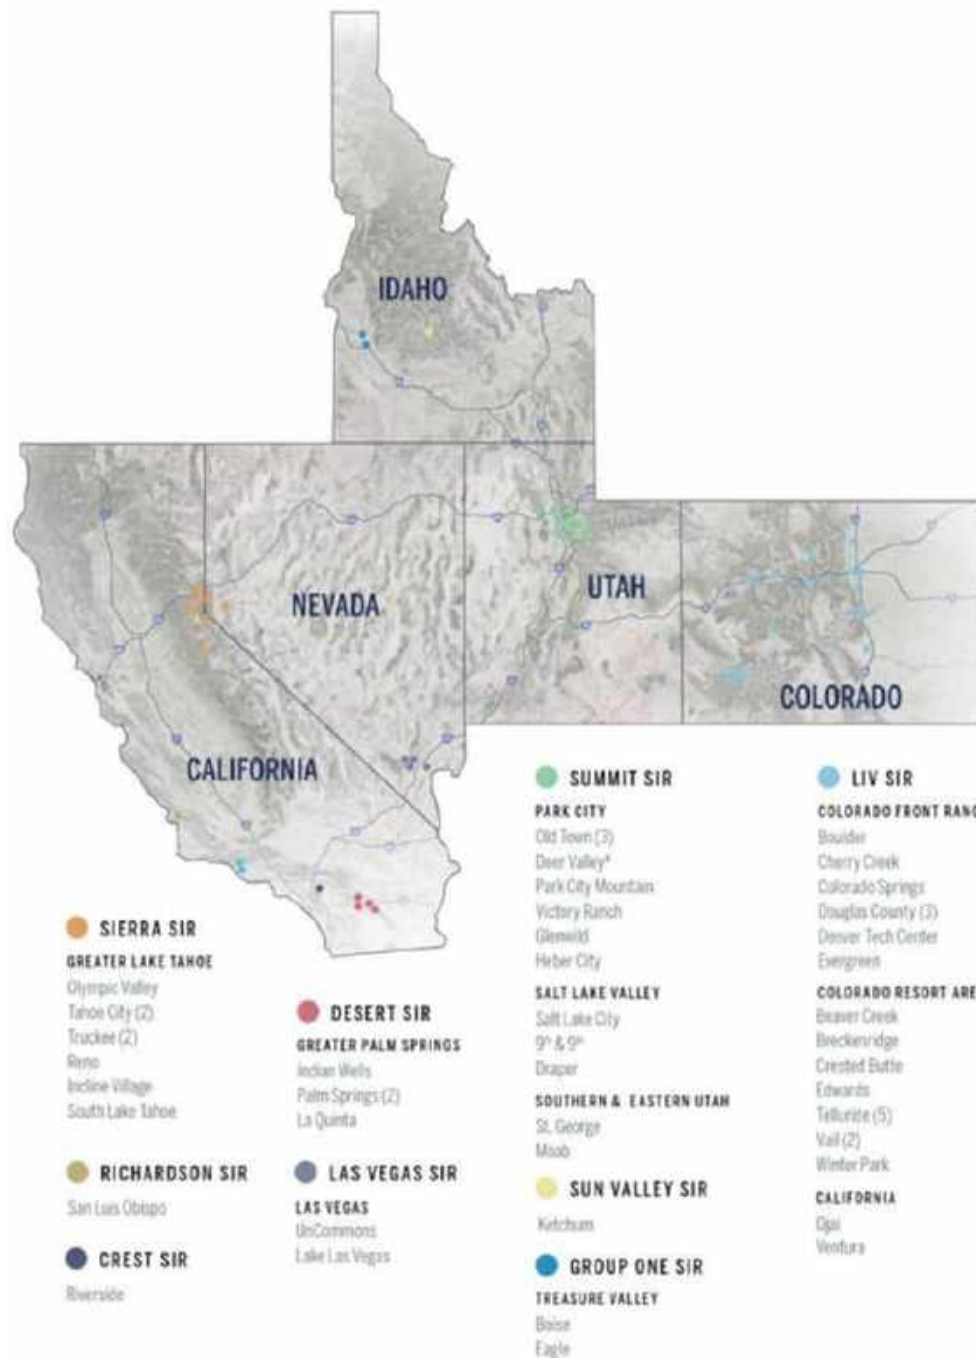 IDAHO
NEVADA
UTAH
COLORADO
CALIFORNIA
SIERRA SIR
GREATER LAKE TAHOE
Olympic Valley
Tahoe City (2)
Truckee (2)
Reno
Incline Village
South Lake Tahoe
RICHARDSON SIR
San Luis Obispo
CREST SIR
Riverside
DESERT SIR
GREATER PALM SPRINGS
Indian Wells
Palm Springs (2)
La Quinta
LAS VEGAS SIR
LAS VEGAS
UnCommons
Lake Las Vegas
SUMMIT SIR
PARK CITY
Old Town (3)
Deer Valley*
Park City Mountain
Victory Ranch
Glenwild
Heber City
SALT LAKE VALLEY
Salt Lake City
9th & 9th
Draper
SOUTHERN & EASTERN UTAH
St. George
Moab
SUN VALLEY SIR
Ketchum
GROUP ONE SIR
TREASURE VALLEY
Boise
Eagle
LIV SIR
COLORADO FRONT RANG
Boulder
Cherry Creek
Colorado Springs
Douglas County (3)
Denver Tech Center
Evergreen
COLORADO RESORT ARE
Beaver Creek
Breckenridge
Crested Butte
Edwards
Telluride (5)
Vail (2)
Winter Park
CALIFORNIA
Ojai
Ventura